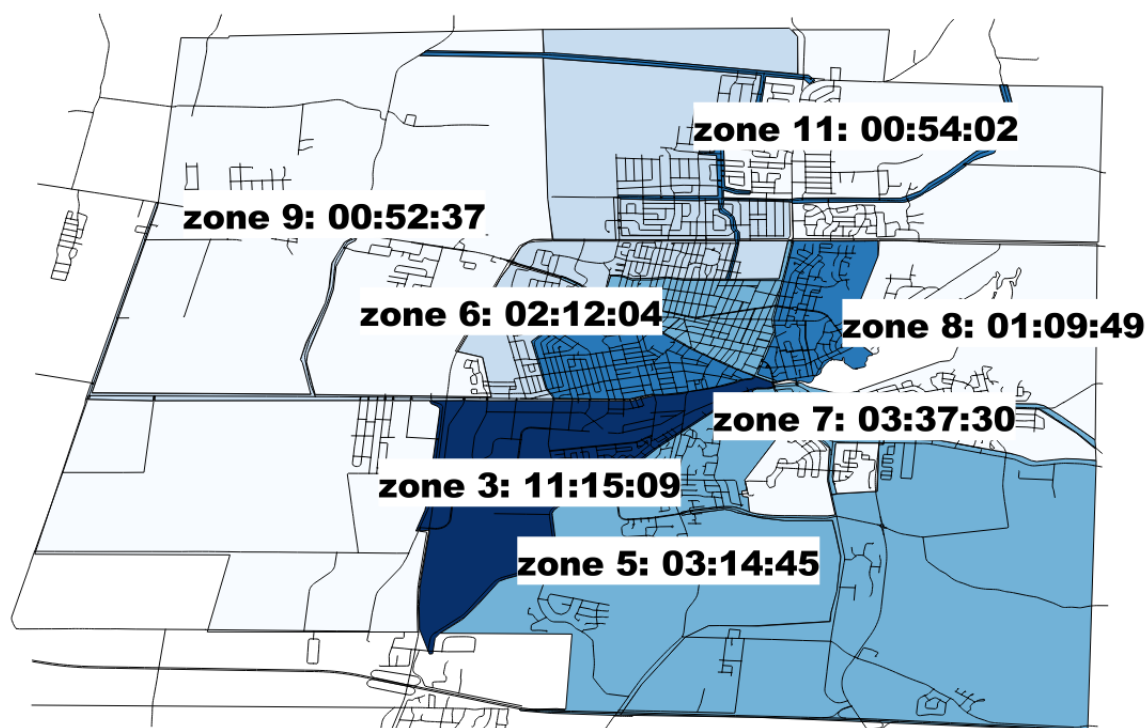 zone 11: 00:54:02
zone 9: 00:52:37
zone 6: 02:12:04
zone 8: 01:09:49
zone 7: 03:37:30
zone 3: 11:15:09
zone 5: 03:14:45